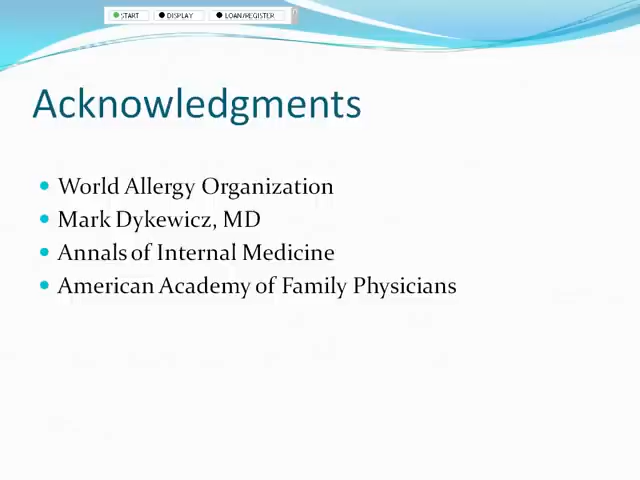 START DISPLAY LOAN/REGISTER
Acknowledgments
World Allergy Organization
Mark Dykewicz, MD
Annals of Internal Medicine
American Academy of Family Physicians